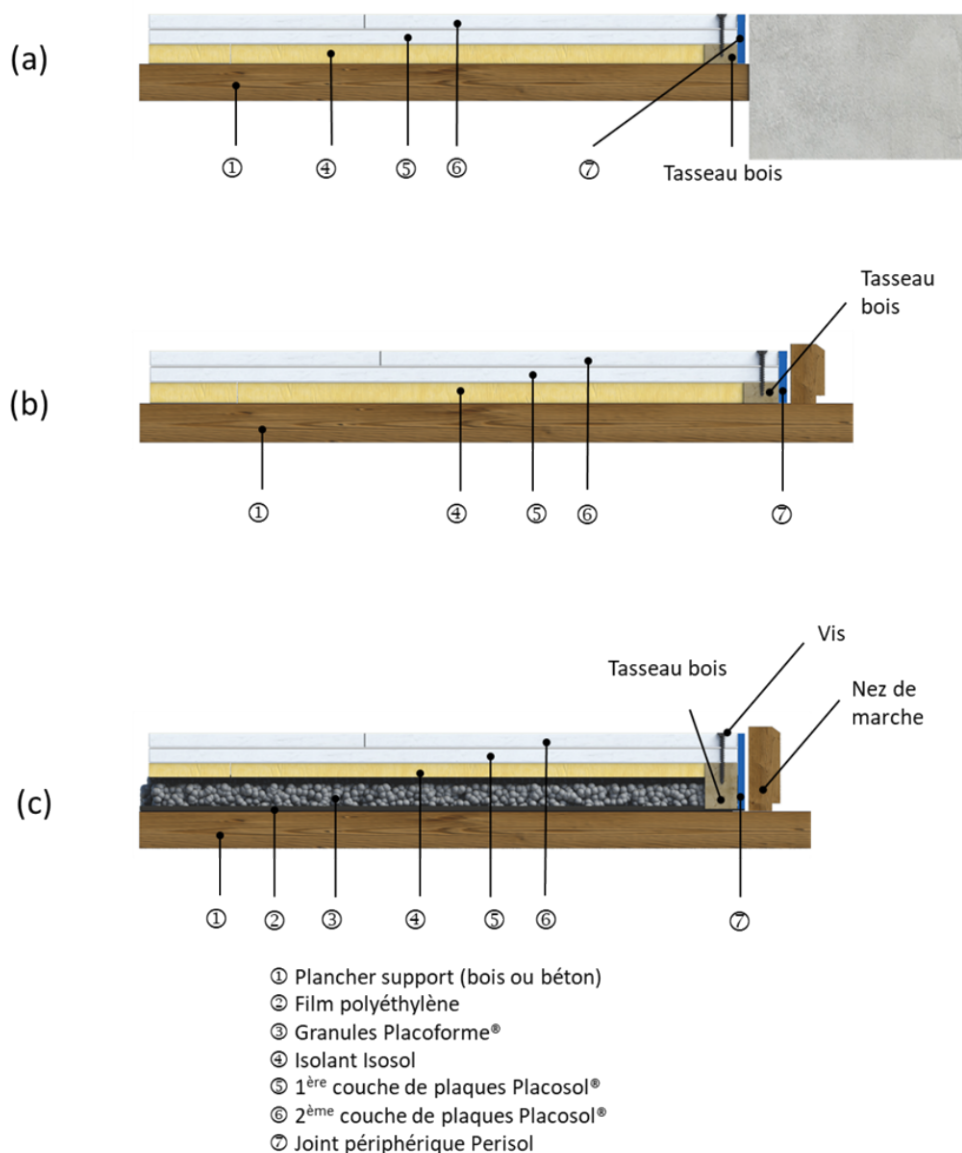 (a)
① ④ ⑤ ⑥ ⑦ Tasseau bois
Tasseau
bois
(b)
① ④ ⑤ ⑥ ⑦
Vis
Tasseau bois
Nez de
marche
(c)
① ② ③ ④ ⑤ ⑥ ⑦
① Plancher support (bois ou béton)
② Film polyéthylène
③ Granules Placoforme®
④ Isolant Isosol
⑤ 1ère couche de plaques Placosol®
⑥ 2ème couche de plaques Placosol®
⑦ Joint périphérique Perisol